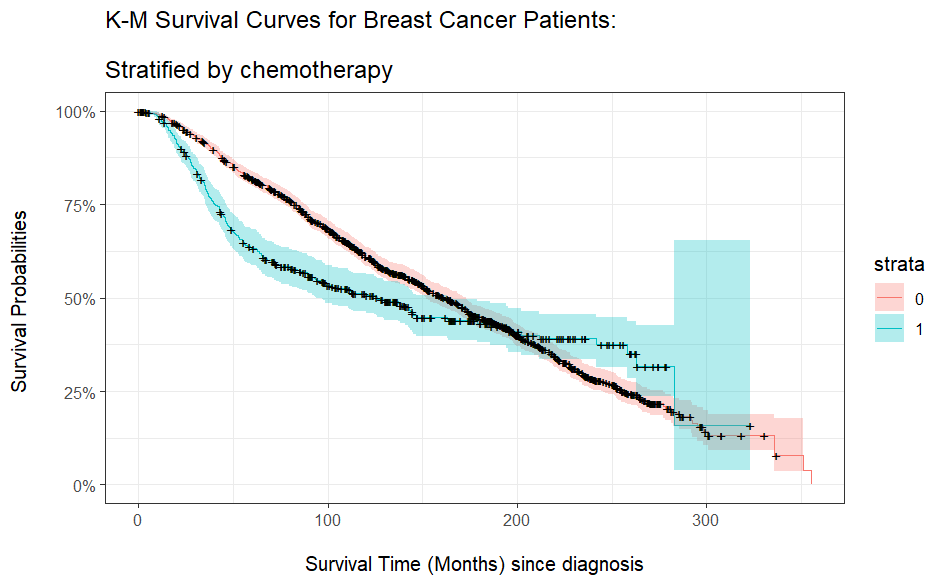 K-M Survival Curves for Breast Cancer Patients:
Stratified by chemotherapy
100%
75%
50%
25%
0%
Survival Probabilities
0
100
200
300
Survival Time (Months) since diagnosis
strata
0
1